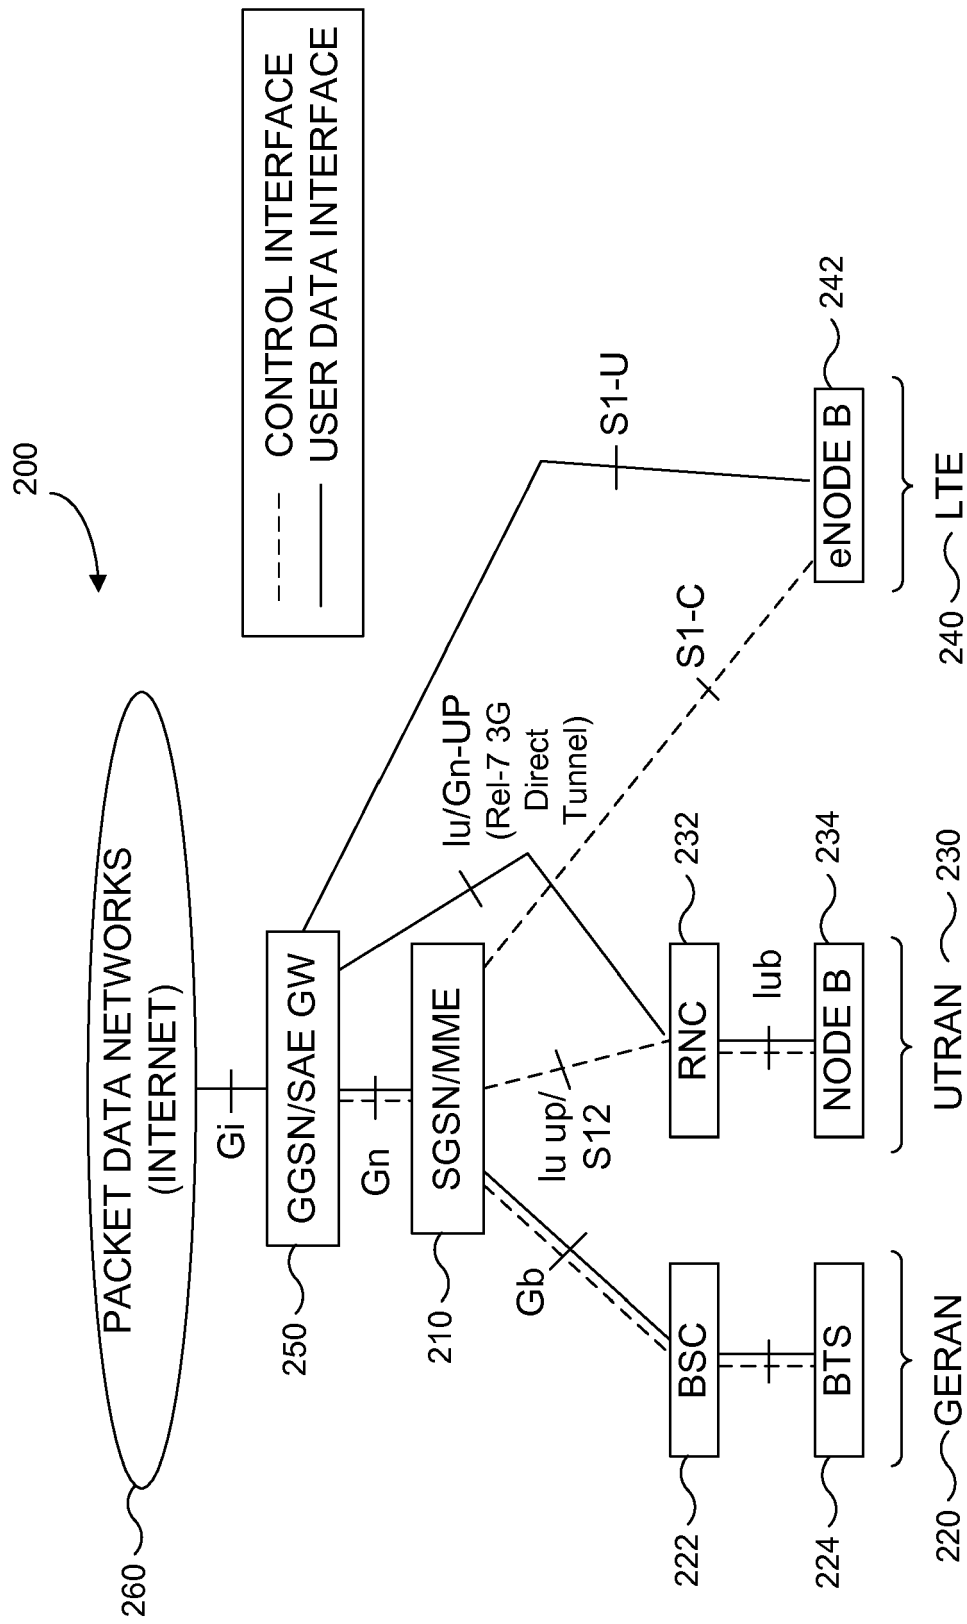 200
PACKET DATA NETWORKS
(INTERNET)
260
CONTROL INTERFACE
USER DATA INTERFACE
Gi
250
GGSN/SAE GW
Gn
210
SGSN/MME
Iu/Gn-UP
(Rel-7 3G
Direct
Tunnel)
S1-U
S1-C
Gb
Iu up/
S12
222
BSC
RNC
232
Iub
224
BTS
NODE B
234
eNODE B
242
220
GERAN
UTRAN
230
240
LTE